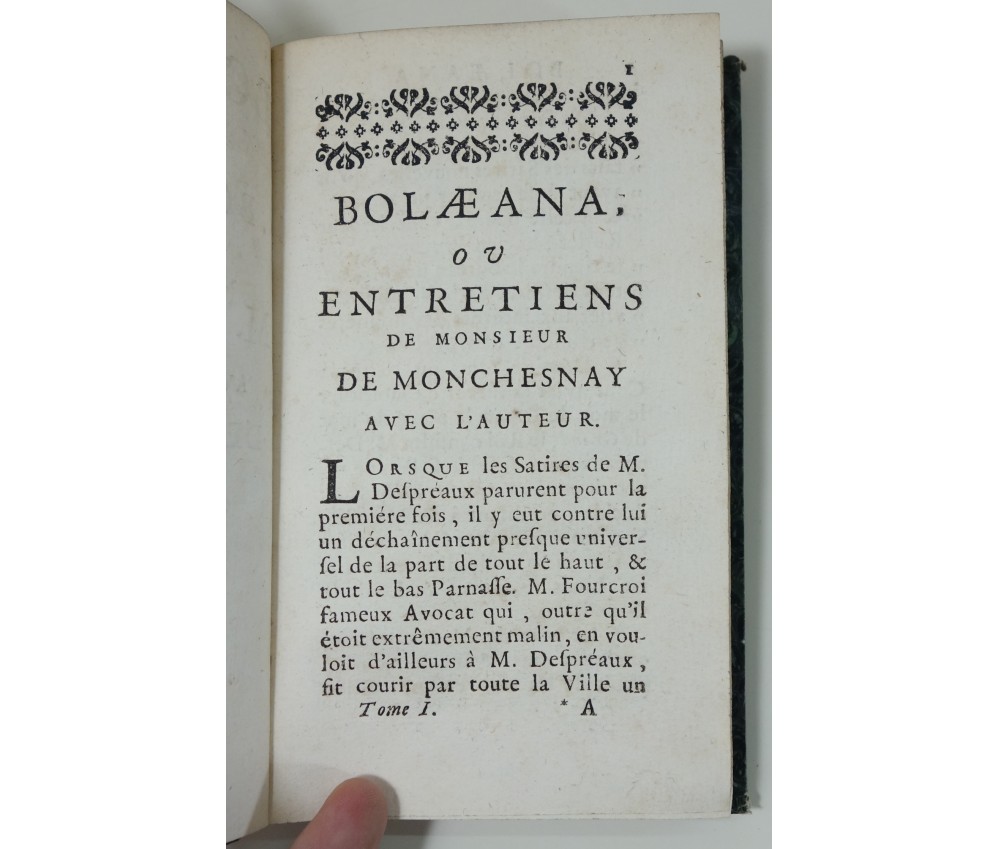 1
BOLÆANA,
OU
ENTRETIENS
DE MONSIEUR
DE MONCHESNAY
AVEC L'AUTEUR.
LORSQUE les Satires de M.
Deſpréaux parurent pour la
premiére fois, il y eut contre lui
un déchaînement preſque univer-
ſel de la part de tout le haut, &
tout le bas Parnaſſe. M. Fourcroi
fameux Avocat qui, outre qu'il
étoit extrêmement malin, en vou-
loit d'ailleurs à M. Deſpréaux,
fit courir par toute la Ville un
Tome I. * A